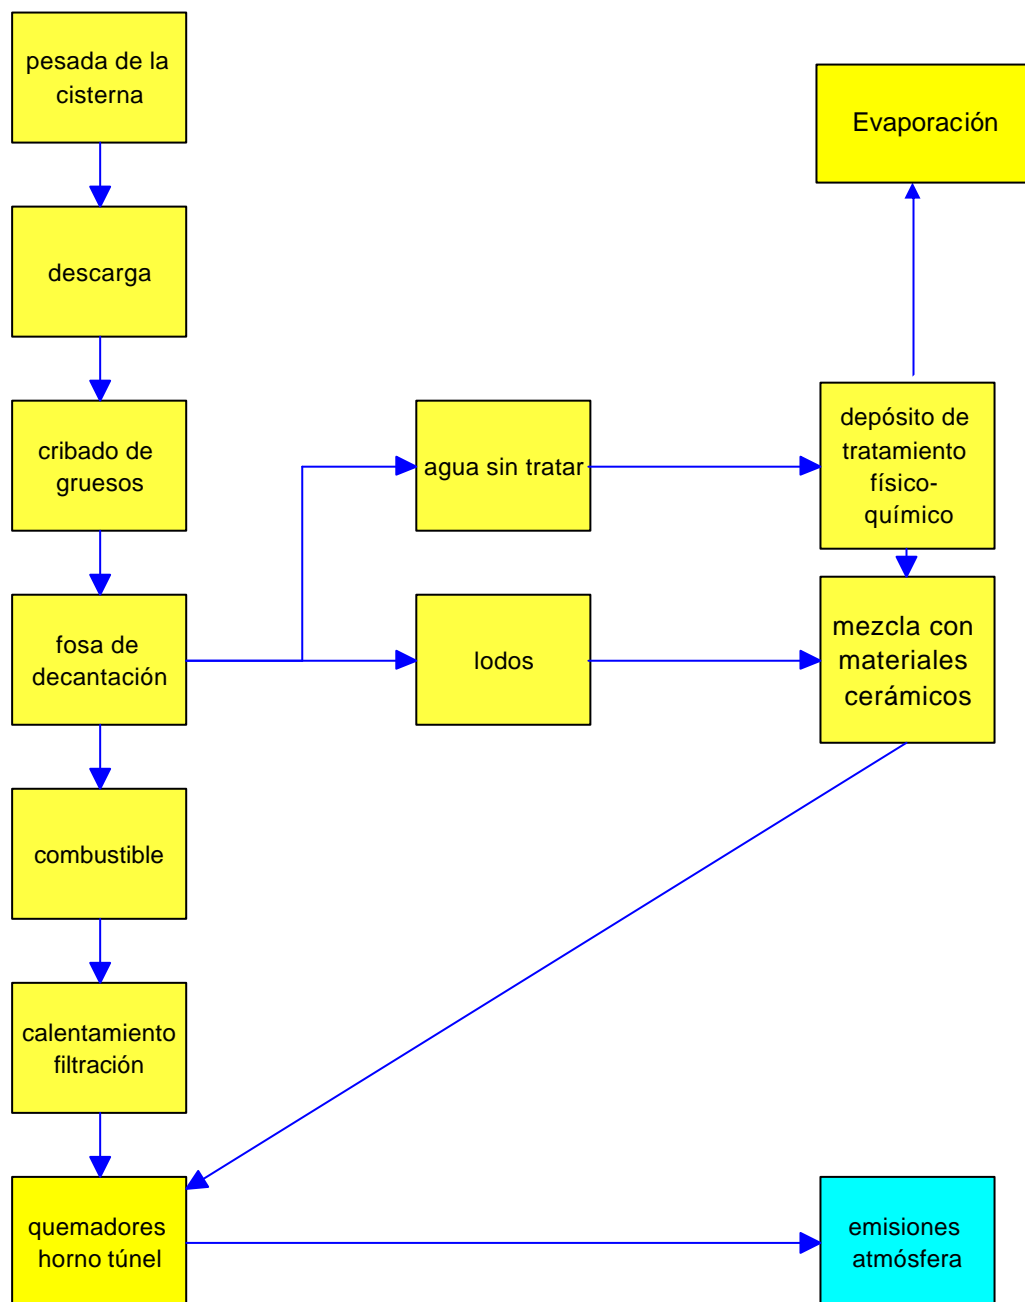 pesada de la
cisterna
Evaporación
descarga
cribado de
gruesos
agua sin tratar
depósito de
tratamiento
físico-
químico
fosa de
decantación
lodos
mezcla con
materiales
cerámicos
combustible
calentamiento
filtración
quemadores
horno túnel
emisiones
atmósfera